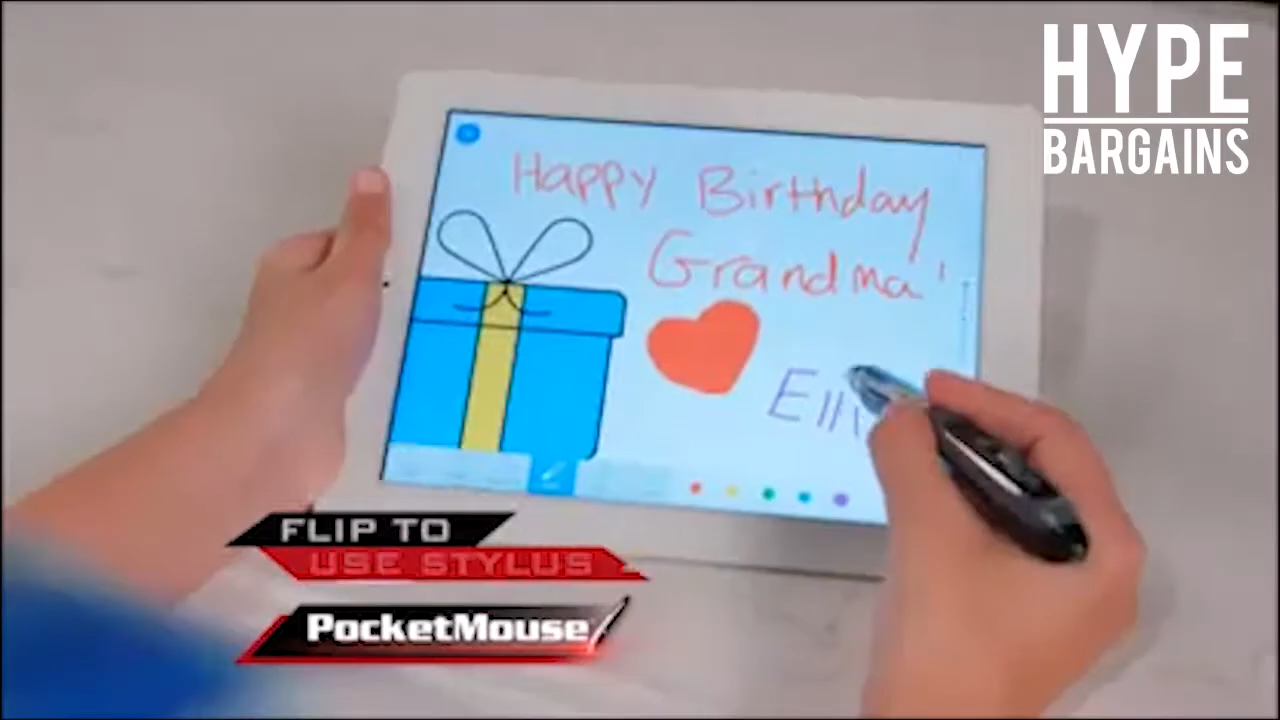 HYPE
BARGAINS
Happy Birthday
Grandma!
FLIP TO
USE STYLUS
PocketMouse